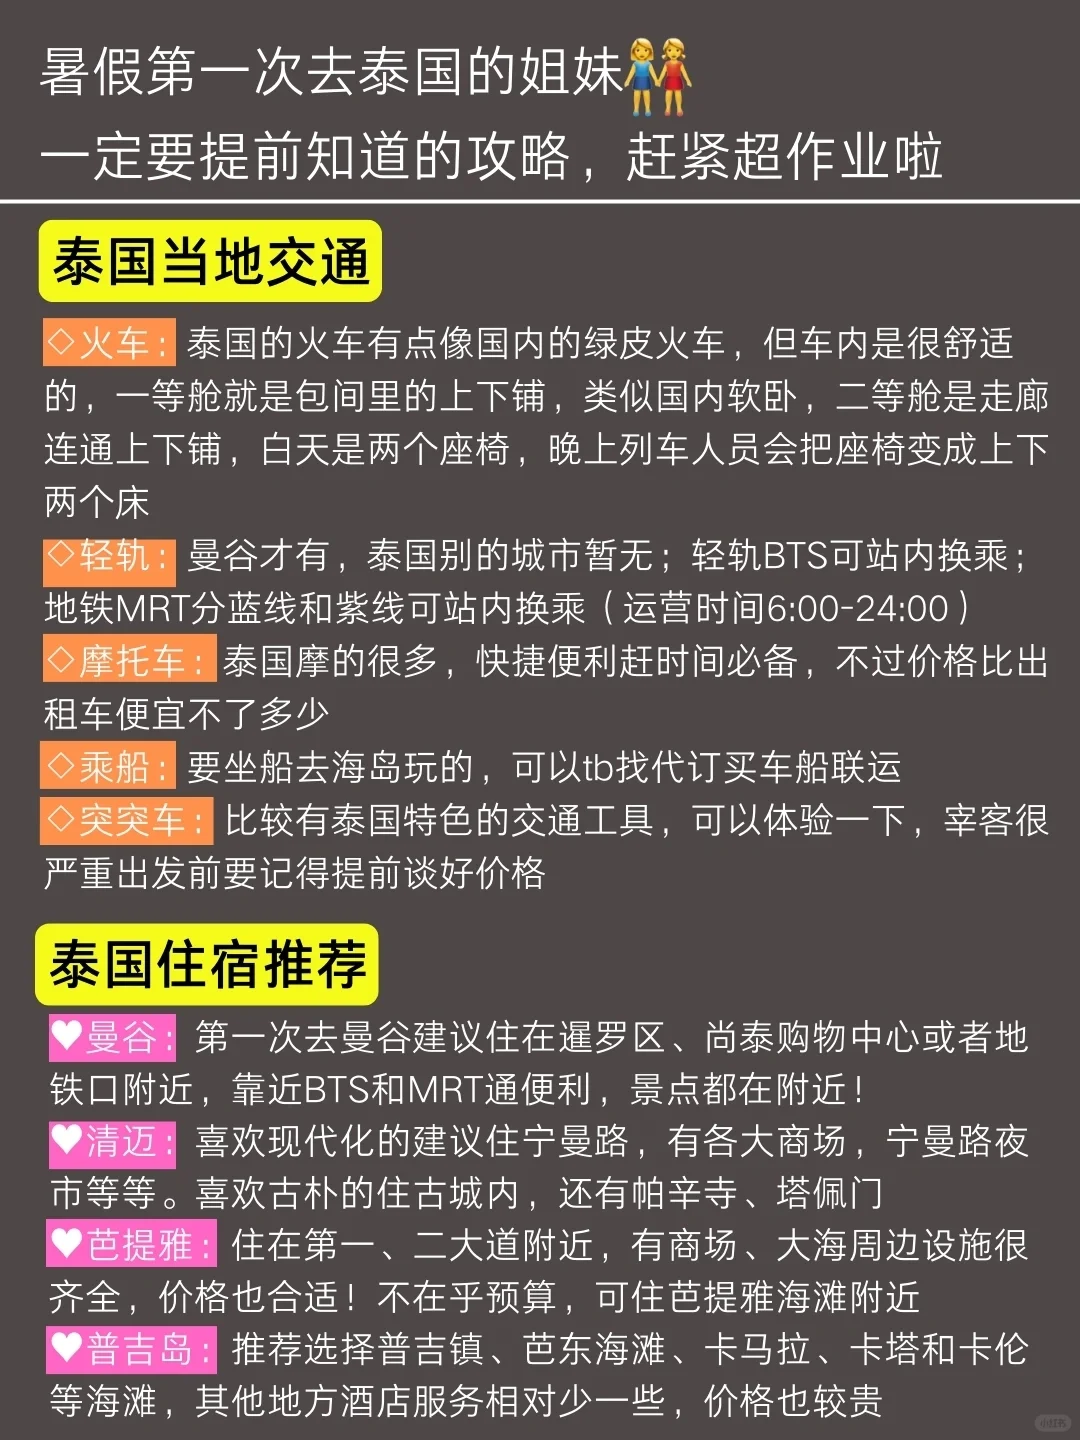 暑假第一次去泰国的姐妹
一定要提前知道的攻略，赶紧超作业啦
泰国当地交通
◇火车：泰国的火车有点像国内的绿皮火车，但车内是很舒适
的，一等舱就是包间里的上下铺，类似国内软卧，二等舱是走廊
连通上下铺，白天是两个座椅，晚上列车人员会把座椅变成上下
两个床
◇轻轨：曼谷才有，泰国别的城市暂无；轻轨BTS可站内换乘；
地铁MRT分蓝线和紫线可站内换乘（运营时间6:00-24:00）
◇摩托车：泰国摩的很多，快捷便利赶时间必备，不过价格比出
租车便宜不了多少
◇乘船：要坐船去海岛玩的，可以tb找代订买车船联运
◇突突车：比较有泰国特色的交通工具，可以体验一下，宰客很
严重出发前要记得提前谈好价格
泰国住宿推荐
♥曼谷：第一次去曼谷建议住在暹罗区、尚泰购物中心或者地
铁口附近，靠近BTS和MRT通便利，景点都在附近！
♥清迈：喜欢现代化的建议住宁曼路，有各大商场，宁曼路夜
市等等。喜欢古朴的住古城内，还有帕辛寺、塔佩门
♥芭提雅：住在第一、二大道附近，有商场、大海周边设施很
齐全，价格也合适！不在乎预算，可住芭提雅海滩附近
♥普吉岛：推荐选择普吉镇、芭东海滩、卡马拉、卡塔和卡伦
等海滩，其他地方酒店服务相对少一些，价格也较贵
小红书